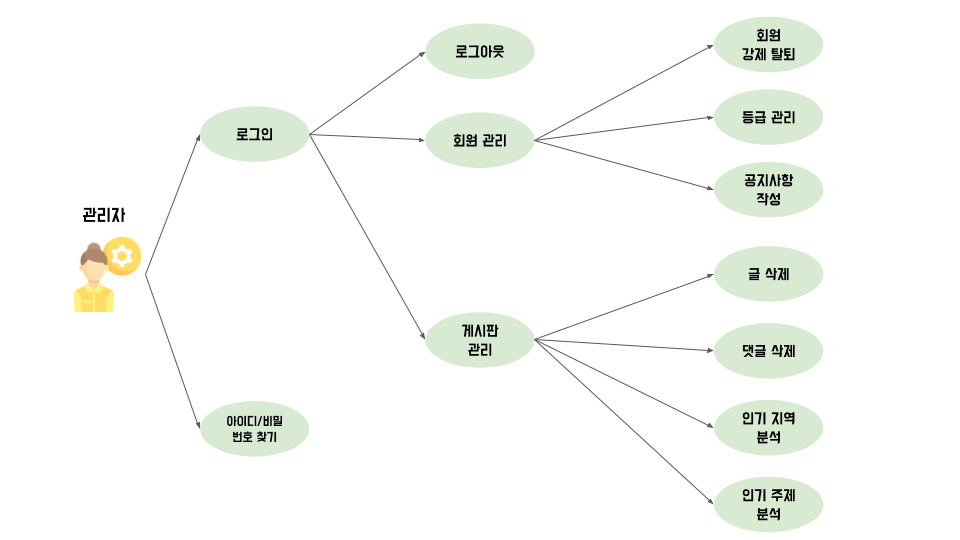 관리자
로그인
아이디/비밀
번호 찾기
로그아웃
회원 관리
게시판
관리
회원
강제 탈퇴
등급 관리
공지사항
작성
글 삭제
댓글 삭제
인기 지역
분석
인기 주제
분석